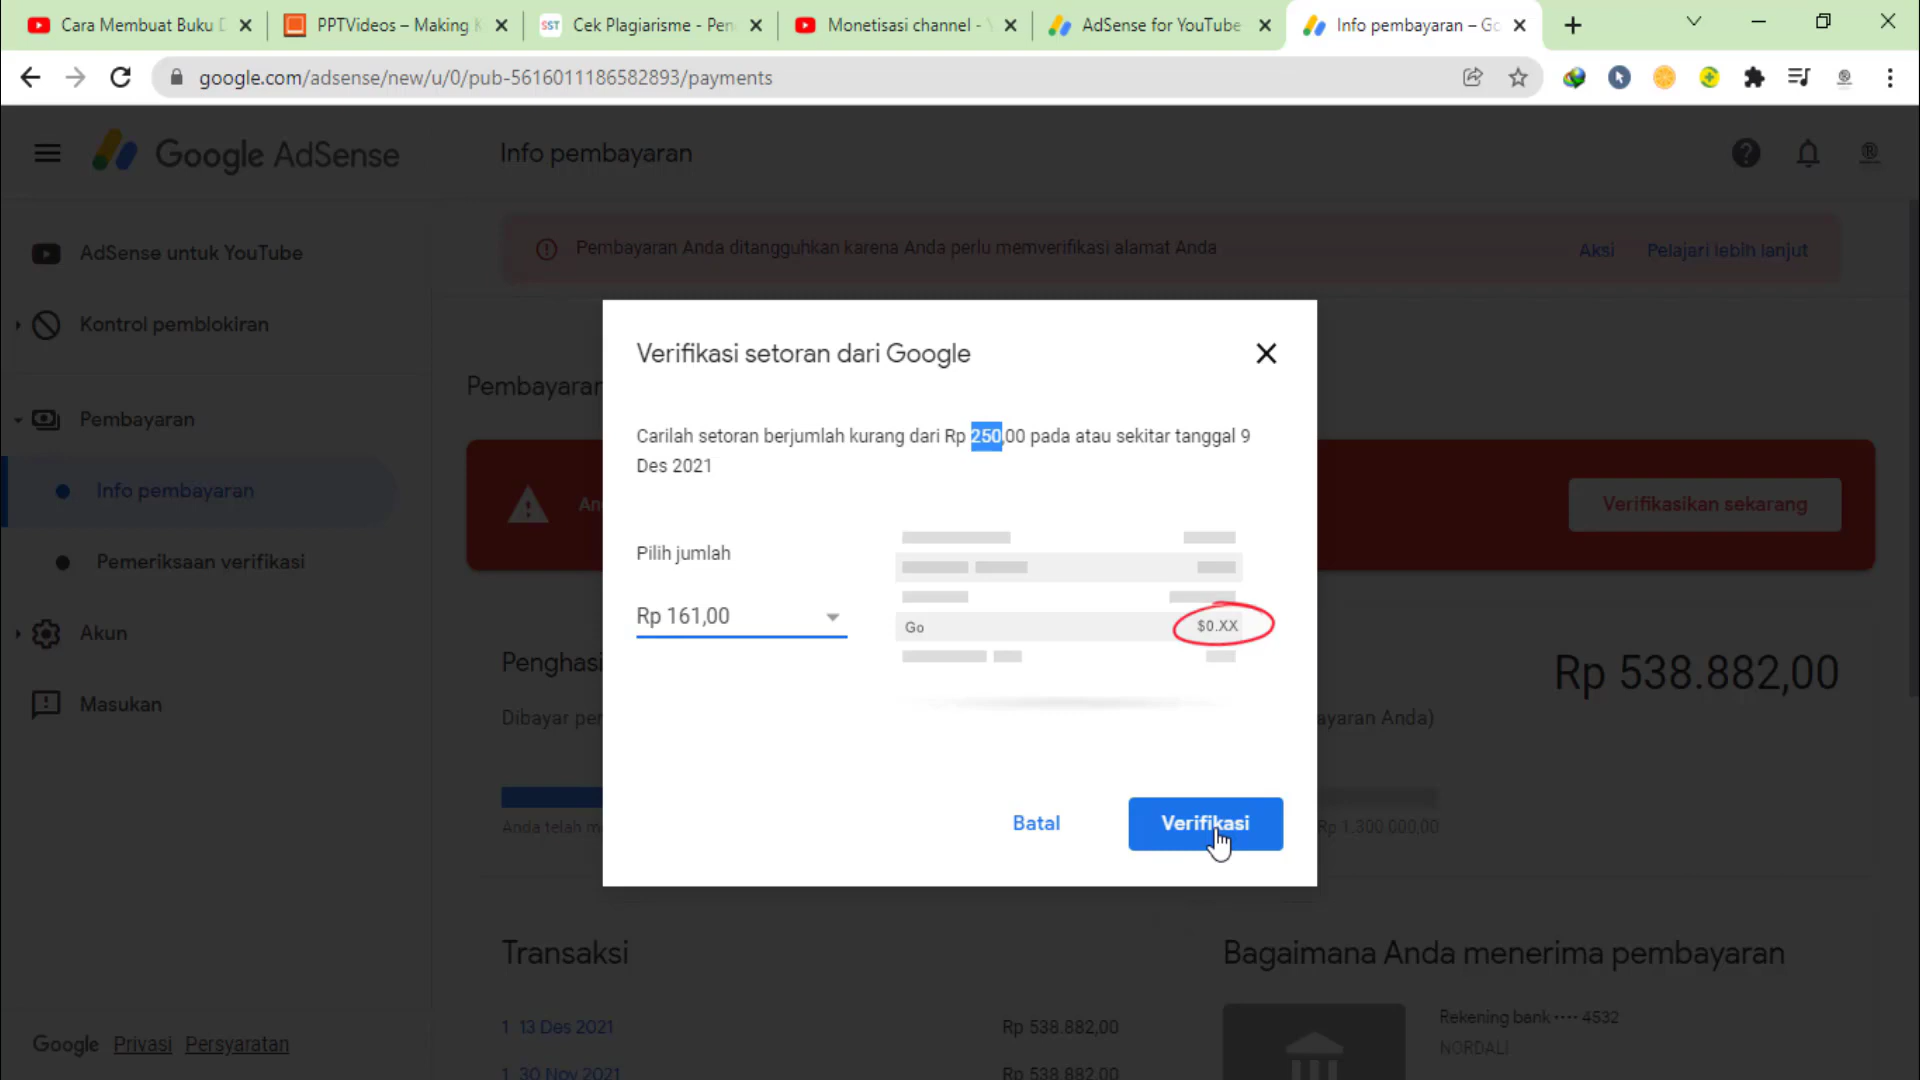 Cara Membuat Buku D
PPTVideos – Making K
SST
Cek Plagiarisme - Pen
Monetisasi channel - Y
AdSense for YouTube
Info pembayaran – Go
google.com/adsense/new/u/0/pub-5616011186582893/payments
Google AdSense
Info pembayaran
AdSense untuk YouTube
Kontrol pemblokiran
Pembayaran
Info pembayaran
Pemeriksaan verifikasi
Akun
Masukan
Google Privasi Persyaratan
Pembayaran Anda ditangguhkan karena Anda perlu memverifikasi alamat Anda
Aksi
Pelajari lebih lanjut
Pembayaran
Verifikasikan sekarang
Verifikasi setoran dari Google
Carilah setoran berjumlah kurang dari Rp 250,00 pada atau sekitar tanggal 9
Des 2021
Pilih jumlah
Rp 161,00
Go
$0.XX
Batal
Verifikasi
Penghasi
Rp 538.882,00
Dibayar per
ayaran Anda)
Anda telah m
Rp 1.300.000,00
Transaksi
1 13 Des 2021
Rp 538.882,00
1 30 Nov 2021
Rp 538.882,00
Bagaimana Anda menerima pembayaran
Rekening bank •••• 4532
NORDALI